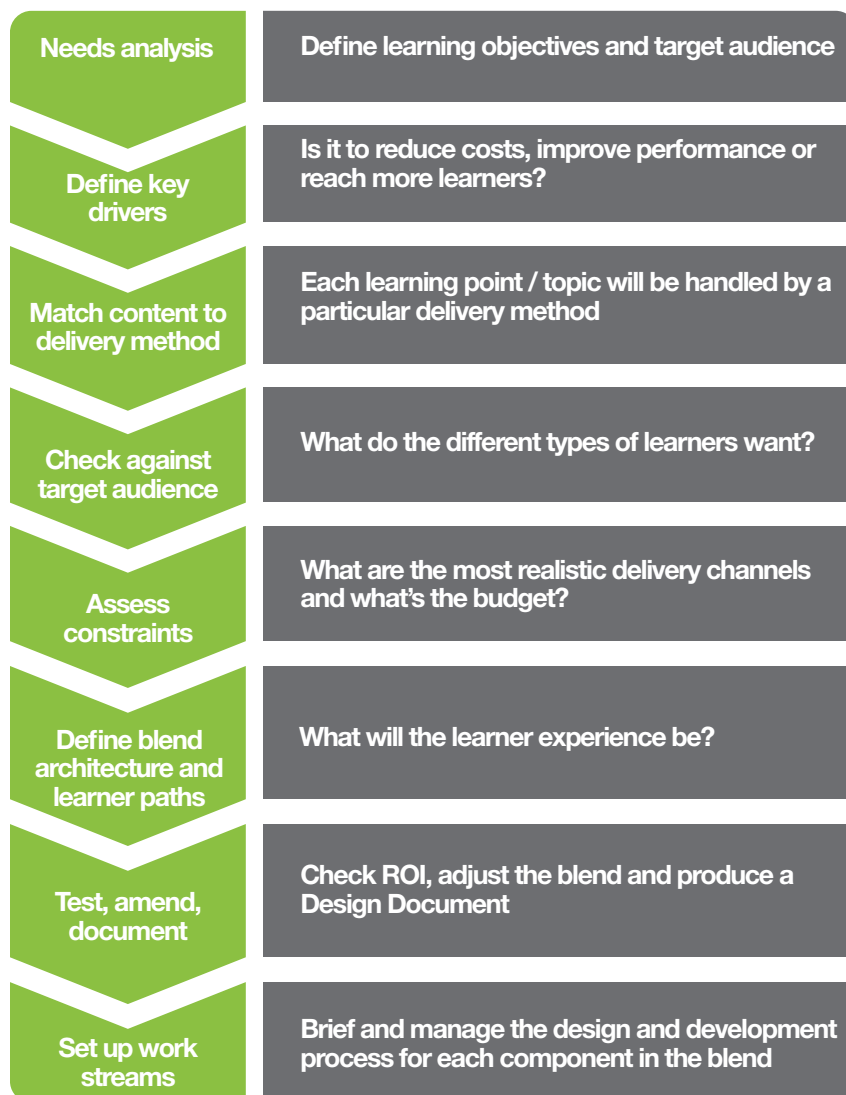 Needs analysis
Define learning objectives and target audience
Define key
drivers
Is it to reduce costs, improve performance or
reach more learners?
Match content to
delivery method
Each learning point / topic will be handled by a
particular delivery method
Check against
target audience
What do the different types of learners want?
Assess
constraints
What are the most realistic delivery channels
and what’s the budget?
Define blend
architecture and
learner paths
What will the learner experience be?
Test, amend,
document
Check ROI, adjust the blend and produce a
Design Document
Set up work
streams
Brief and manage the design and development
process for each component in the blend